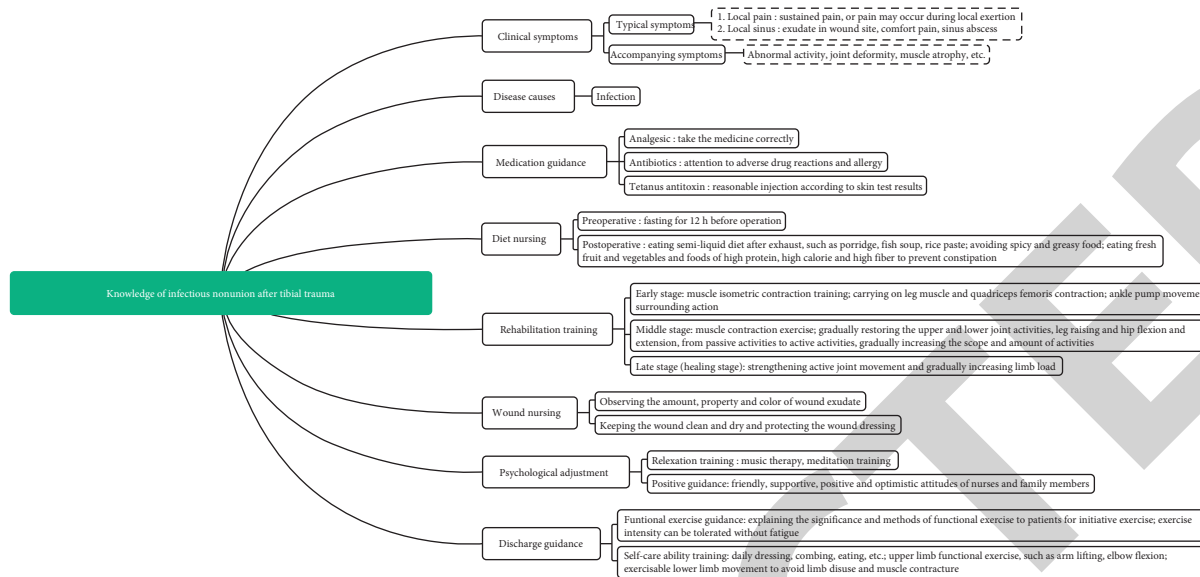 Knowledge of infectious nonunion after tibial trauma
Clinical symptoms
Typical symptoms
1. Local pain : sustained pain, or pain may occur during local exertion
2. Local sinus : exudate in wound site, comfort pain, sinus abscess
Accompanying symptoms
Abnormal activity, joint deformity, muscle atrophy, etc.
Disease causes
Infection
Medication guidance
Analgesic : take the medicine correctly
Antibiotics : attention to adverse drug reactions and allergy
Tetanus antitoxin : reasonable injection according to skin test results
Diet nursing
Preoperative : fasting for 12 h before operation
Postoperative : eating semi-liquid diet after exhaust, such as porridge, fish soup, rice paste; avoiding spicy and greasy food; eating fresh
fruit and vegetables and foods of high protein, high calorie and high fiber to prevent constipation
Rehabilitation training
Early stage: muscle isometric contraction training; carrying on leg muscle and quadriceps femoris contraction; ankle pump moveme
surrounding action
Middle stage: muscle contraction exercise; gradually restoring the upper and lower joint activities, leg raising and hip flexion and
extension, from passive activities to active activities, gradually increasing the scope and amount of activities
Late stage (healing stage): strengthening active joint movement and gradually increasing limb load
Wound nursing
Observing the amount, property and color of wound exudate
Keeping the wound clean and dry and protecting the wound dressing
Psychological adjustment
Relexation training : music therapy, meditation training
Positive guidance: friendly, supportive, positive and optimistic attitudes of nurses and family members
Discharge guidance
Funtional exercise guidance: explaining the significance and methods of functional exercise to patients for initiative exercise; exercise
intensity can be tolerated without fatigue
Self-care ability training: daily dressing, combing, eating, etc.; upper limb functional exercise, such as arm lifting, elbow flexion;
exercisable lower limb movement to avoid limb disuse and muscle contracture